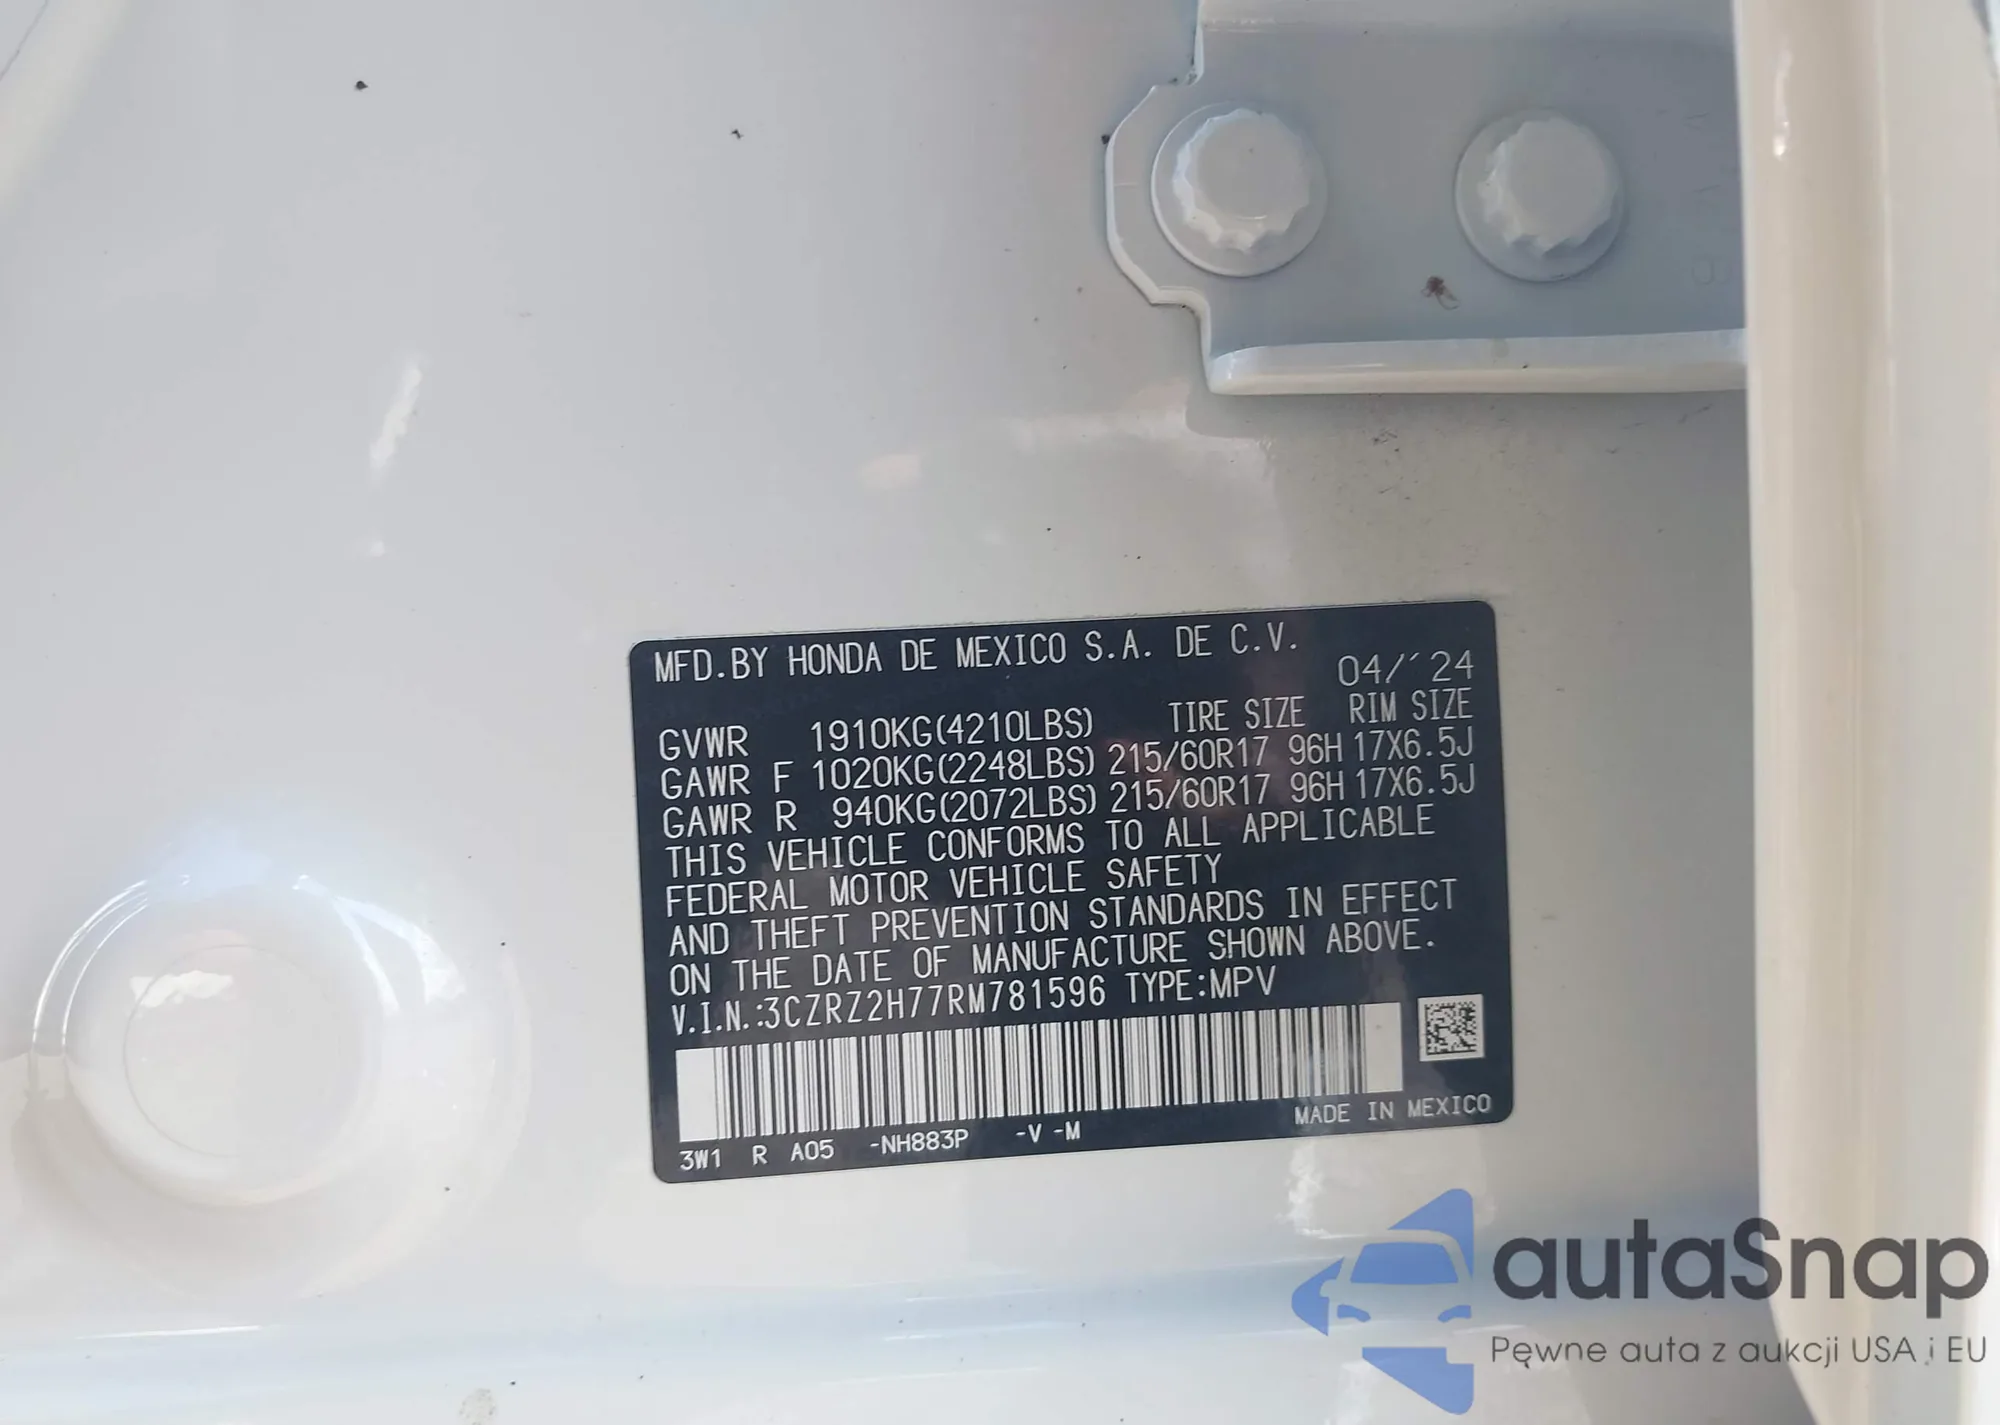 MFD.BY HONDA DE MEXICO S.A. DE C.V.
04/´24
TIRE SIZE RIM SIZE
GVWR 1910KG(4210LBS)
GAWR F 1020KG(2248LBS) 215/60R17 96H 17X6.5J
GAWR R 940KG(2072LBS) 215/60R17 96H 17X6.5J
THIS VEHICLE CONFORMS TO ALL APPLICABLE
FEDERAL MOTOR VEHICLE SAFETY
AND THEFT PREVENTION STANDARDS IN EFFECT
ON THE DATE OF MANUFACTURE SHOWN ABOVE.
V.I.N.:3CZRZ2H77RM781596 TYPE:MPV
MADE IN MEXICO
3W1 R A05 -NH883P -V -M
autaSnap
Pewne auta z aukcji USA i EU